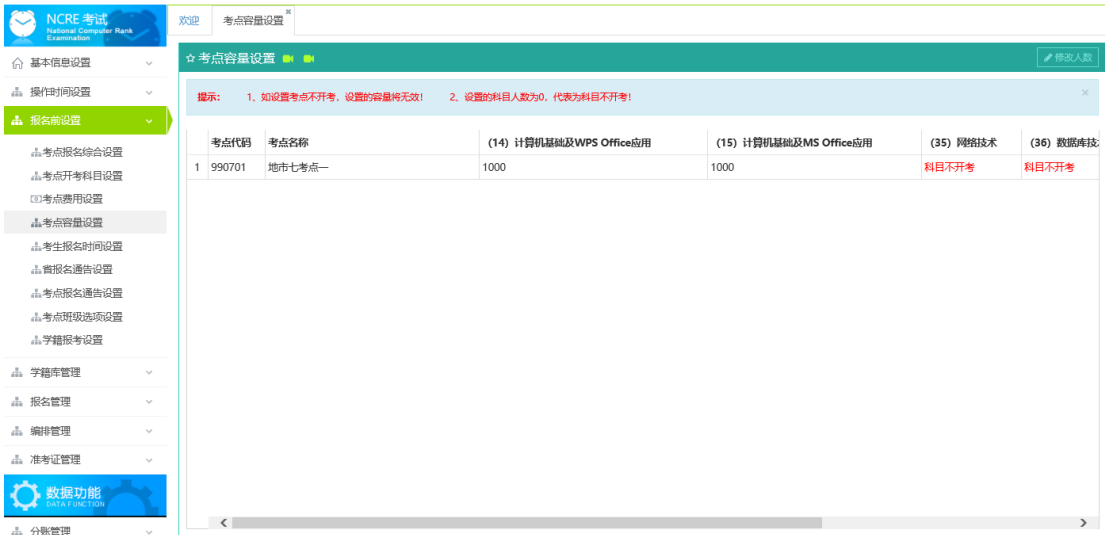 NCRE 考试
National Computer Rank
Examination
欢迎
考点容量设置
基本信息设置
操作时间设置
报名前设置
考点报名综合设置
考点开考科目设置
考点费用设置
考点容量设置
考生报名时间设置
省报名通告设置
考点报名通告设置
考点班级选项设置
学籍报考设置
学籍库管理
报名管理
编排管理
准考证管理
数据功能
DATA FUNCTION
分账管理
考点容量设置
修改人数
提示: 1、如设置考点不开考,设置的容量将无效! 2、设置的科目人数为0,代表为科目不开考!
考点代码 考点名称 (14) 计算机基础及WPS Office应用 (15) 计算机基础及MS Office应用 (35) 网络技术 (36) 数据库技
1 990701 地市七考点一 1000 1000 科目不开考 科目不开考